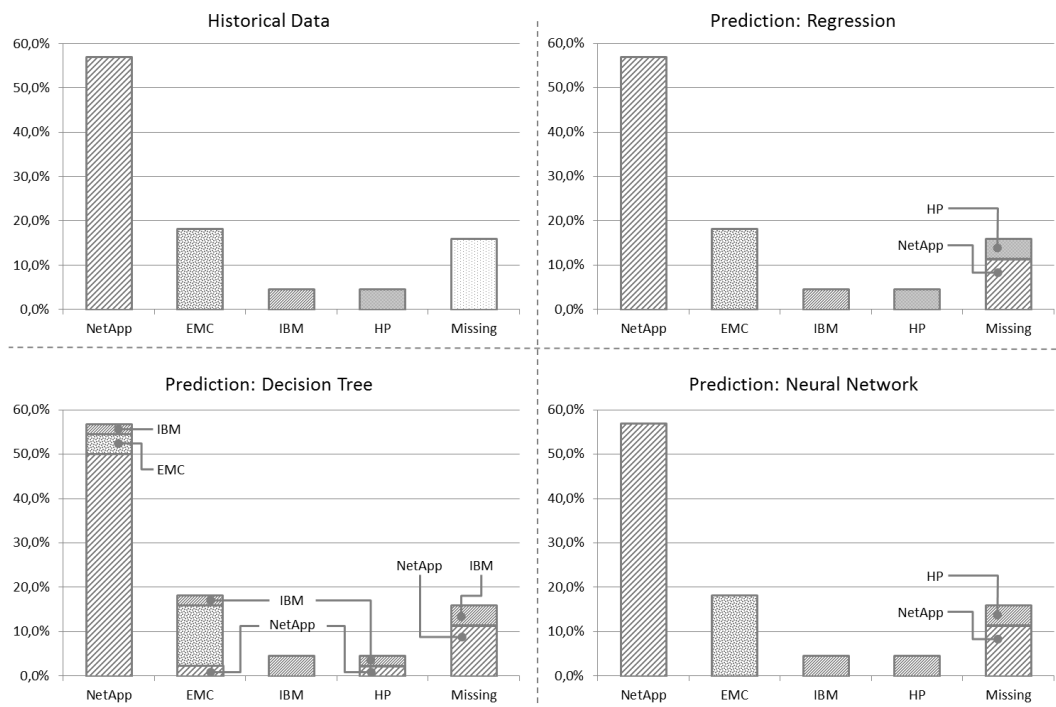 Historical Data
60,0%
50,0%
40,0%
30,0%
20,0%
10,0%
0,0%
NetApp EMC IBM HP Missing
Prediction: Regression
60,0%
50,0%
40,0%
30,0%
20,0%
10,0%
0,0%
HP
NetApp
NetApp EMC IBM HP Missing
Prediction: Decision Tree
60,0%
50,0%
40,0%
30,0%
20,0%
10,0%
0,0%
IBM
EMC
NetApp IBM
IBM
NetApp
NetApp EMC IBM HP Missing
Prediction: Neural Network
60,0%
50,0%
40,0%
30,0%
20,0%
10,0%
0,0%
HP
NetApp
NetApp EMC IBM HP Missing